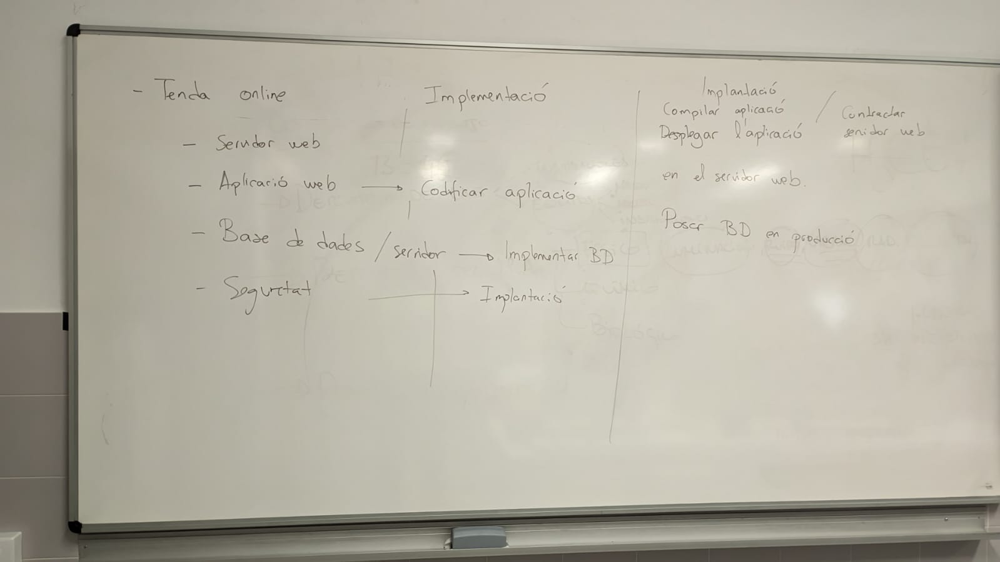 - Tenda online
- Servidor web
- Aplicació web → Codificar aplicació
- Base de dades / servidor → Implementar BD
- Seguretat → Implantació
Implementació
Implantació
Compilar aplicació / Contractar
Desplegar l'aplicació servidor web
en el servidor web.
Posar BD en producció